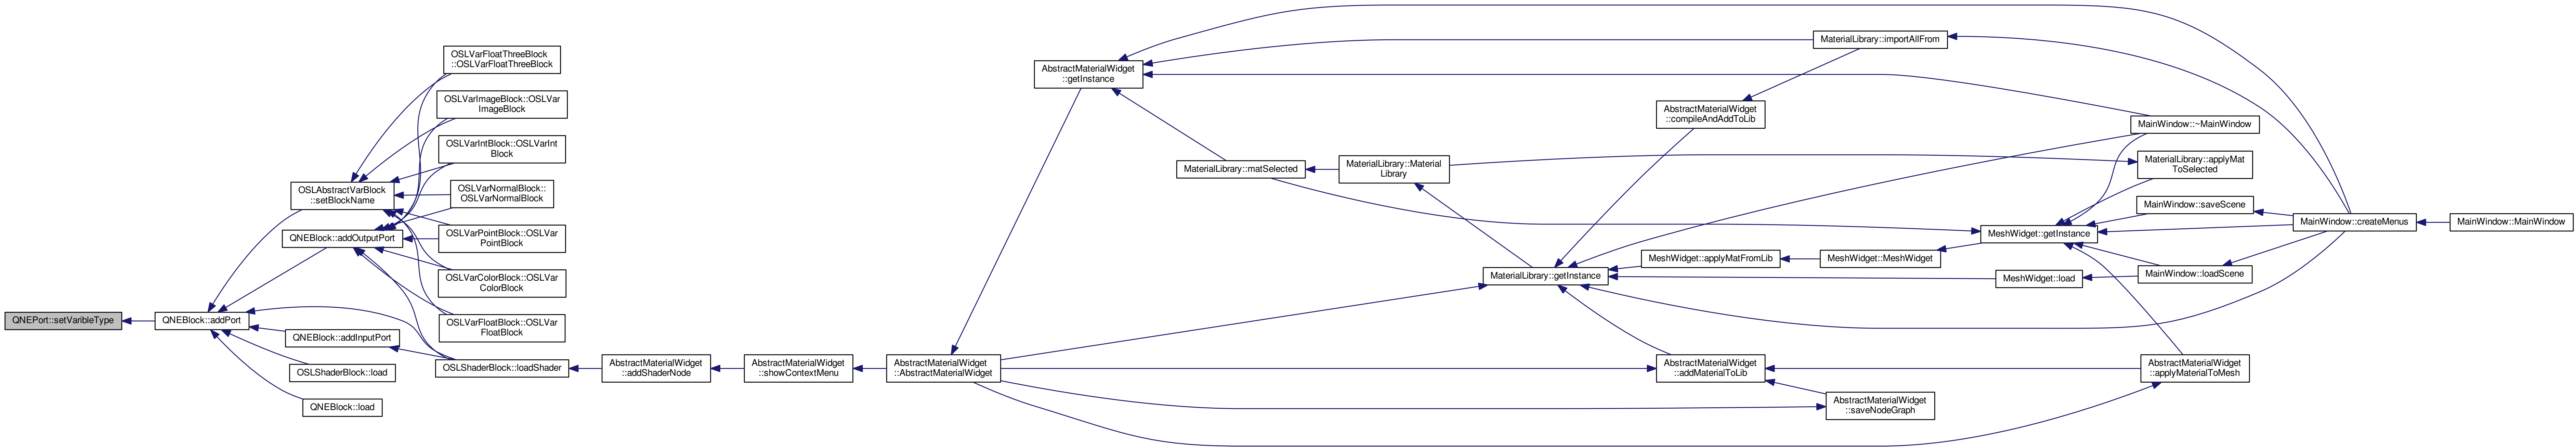 QNEPort::setVaribleType
QNEBlock::addPort
OSLAbstractVarBlock
::setBlockName
QNEBlock::addOutputPort
QNEBlock::addInputPort
OSLShaderBlock::load
QNEBlock::load
OSLVarFloatThreeBlock
::OSLVarFloatThreeBlock
OSLVarImageBlock::OSLVar
ImageBlock
OSLVarIntBlock::OSLVarInt
Block
OSLVarNormalBlock::
OSLVarNormalBlock
OSLVarPointBlock::OSLVar
PointBlock
OSLVarColorBlock::OSLVar
ColorBlock
OSLVarFloatBlock::OSLVar
FloatBlock
OSLShaderBlock::loadShader
AbstractMaterialWidget
::addShaderNode
AbstractMaterialWidget
::showContextMenu
AbstractMaterialWidget
::AbstractMaterialWidget
AbstractMaterialWidget
::getInstance
MaterialLibrary::matSelected
MaterialLibrary::Material
Library
MaterialLibrary::getInstance
AbstractMaterialWidget
::compileAndAddToLib
MaterialLibrary::importAllFrom
MeshWidget::applyMatFromLib
MeshWidget::MeshWidget
AbstractMaterialWidget
::addMaterialToLib
AbstractMaterialWidget
::saveNodeGraph
MeshWidget::getInstance
MeshWidget::load
MainWindow::~MainWindow
MaterialLibrary::applyMat
ToSelected
MainWindow::saveScene
MainWindow::loadScene
AbstractMaterialWidget
::applyMaterialToMesh
MainWindow::createMenus
MainWindow::MainWindow